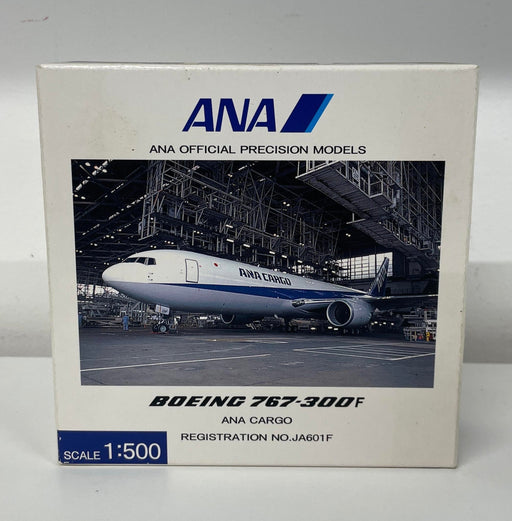 ANA
ANA OFFICIAL PRECISION MODELS
ANA CARGO
BOEING 767-300F
ANA CARGO
REGISTRATION NO.JA601F
SCALE 1:500